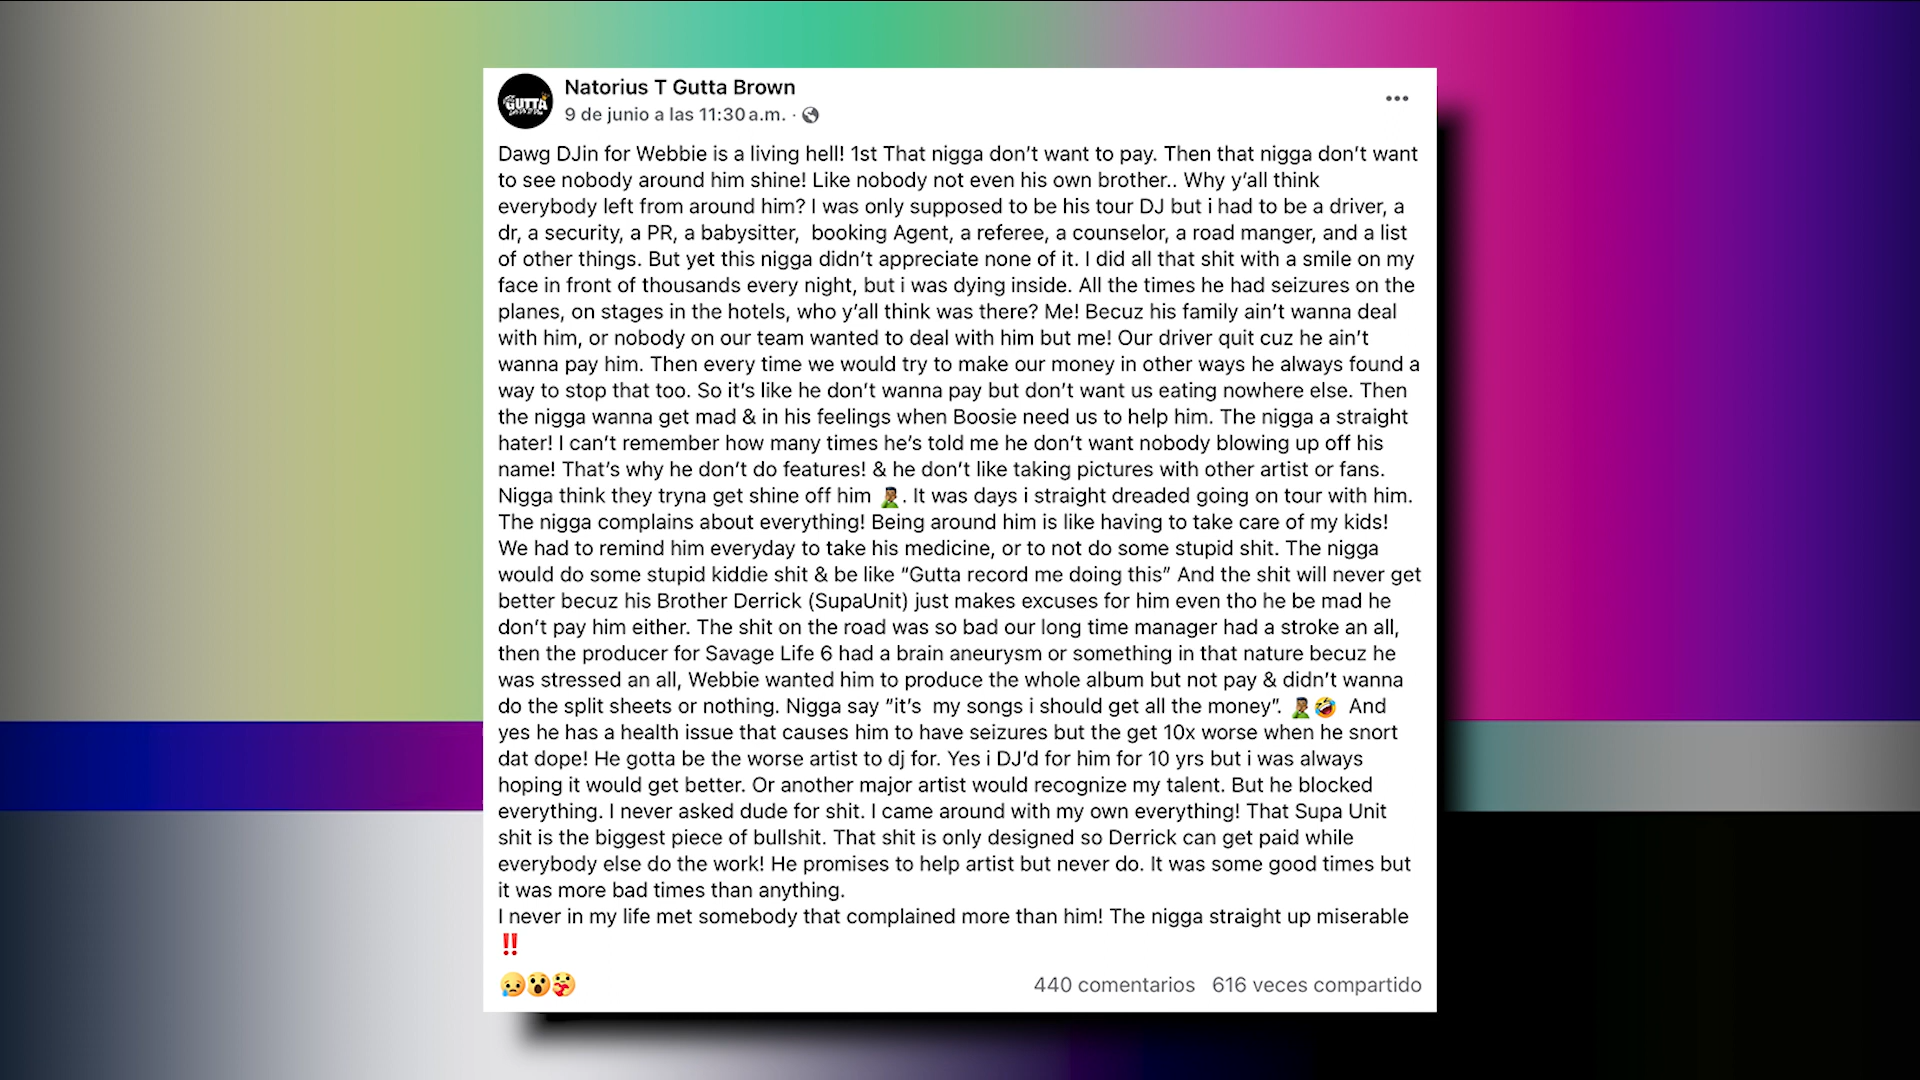 GUTTA
Natorius T Gutta Brown
9 de junio a las 11:30 a.m. ·
Dawg DJin for Webbie is a living hell! 1st That nigga don’t want to pay. Then that nigga don’t want
to see nobody around him shine! Like nobody not even his own brother.. Why y’all think
everybody left from around him? I was only supposed to be his tour DJ but i had to be a driver, a
dr, a security, a PR, a babysitter,  booking Agent, a referee, a counselor, a road manger, and a list
of other things. But yet this nigga didn’t appreciate none of it. I did all that shit with a smile on my
face in front of thousands every night, but i was dying inside. All the times he had seizures on the
planes, on stages in the hotels, who y’all think was there? Me! Becuz his family ain’t wanna deal
with him, or nobody on our team wanted to deal with him but me! Our driver quit cuz he ain’t
wanna pay him. Then every time we would try to make our money in other ways he always found a
way to stop that too. So it’s like he don’t wanna pay but don’t want us eating nowhere else. Then
the nigga wanna get mad & in his feelings when Boosie need us to help him. The nigga a straight
hater! I can’t remember how many times he’s told me he don’t want nobody blowing up off his
name! That’s why he don’t do features! & he don’t like taking pictures with other artist or fans.
Nigga think they tryna get shine off him 🤦🏾‍♂️. It was days i straight dreaded going on tour with him.
The nigga complains about everything! Being around him is like having to take care of my kids!
We had to remind him everyday to take his medicine, or to not do some stupid shit. The nigga
would do some stupid kiddie shit & be like “Gutta record me doing this” And the shit will never get
better becuz his Brother Derrick (SupaUnit) just makes excuses for him even tho he be mad he
don’t pay him either. The shit on the road was so bad our long time manager had a stroke an all,
then the producer for Savage Life 6 had a brain aneurysm or something in that nature becuz he
was stressed an all, Webbie wanted him to produce the whole album but not pay & didn’t wanna
do the split sheets or nothing. Nigga say “it’s  my songs i should get all the money”. 🤦🏾‍♂️🤣  And
yes he has a health issue that causes him to have seizures but the get 10x worse when he snort
dat dope! He gotta be the worse artist to dj for. Yes i DJ’d for him for 10 yrs but i was always
hoping it would get better. Or another major artist would recognize my talent. But he blocked
everything. I never asked dude for shit. I came around with my own everything! That Supa Unit
shit is the biggest piece of bullshit. That shit is only designed so Derrick can get paid while
everybody else do the work! He promises to help artist but never do. It was some good times but
it was more bad times than anything.
I never in my life met somebody that complained more than him! The nigga straight up miserable
‼️
440 comentarios 616 veces compartido